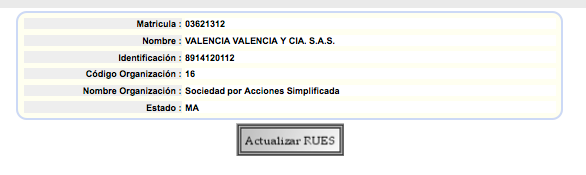 Matricula : 03621312
Nombre : VALENCIA VALENCIA Y CIA. S.A.S.
Identificación : 8914120112
Código Organización : 16
Nombre Organización : Sociedad por Acciones Simplificada
Estado : MA
Actualizar RUES